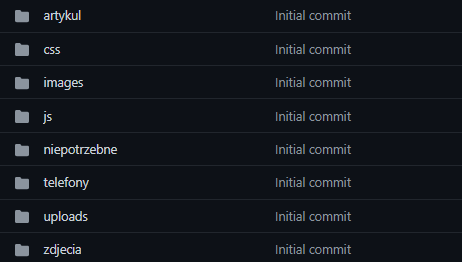 artykul Initial commit
css Initial commit
images Initial commit
js Initial commit
niepotrzebne Initial commit
telefony Initial commit
uploads Initial commit
zdjecia Initial commit